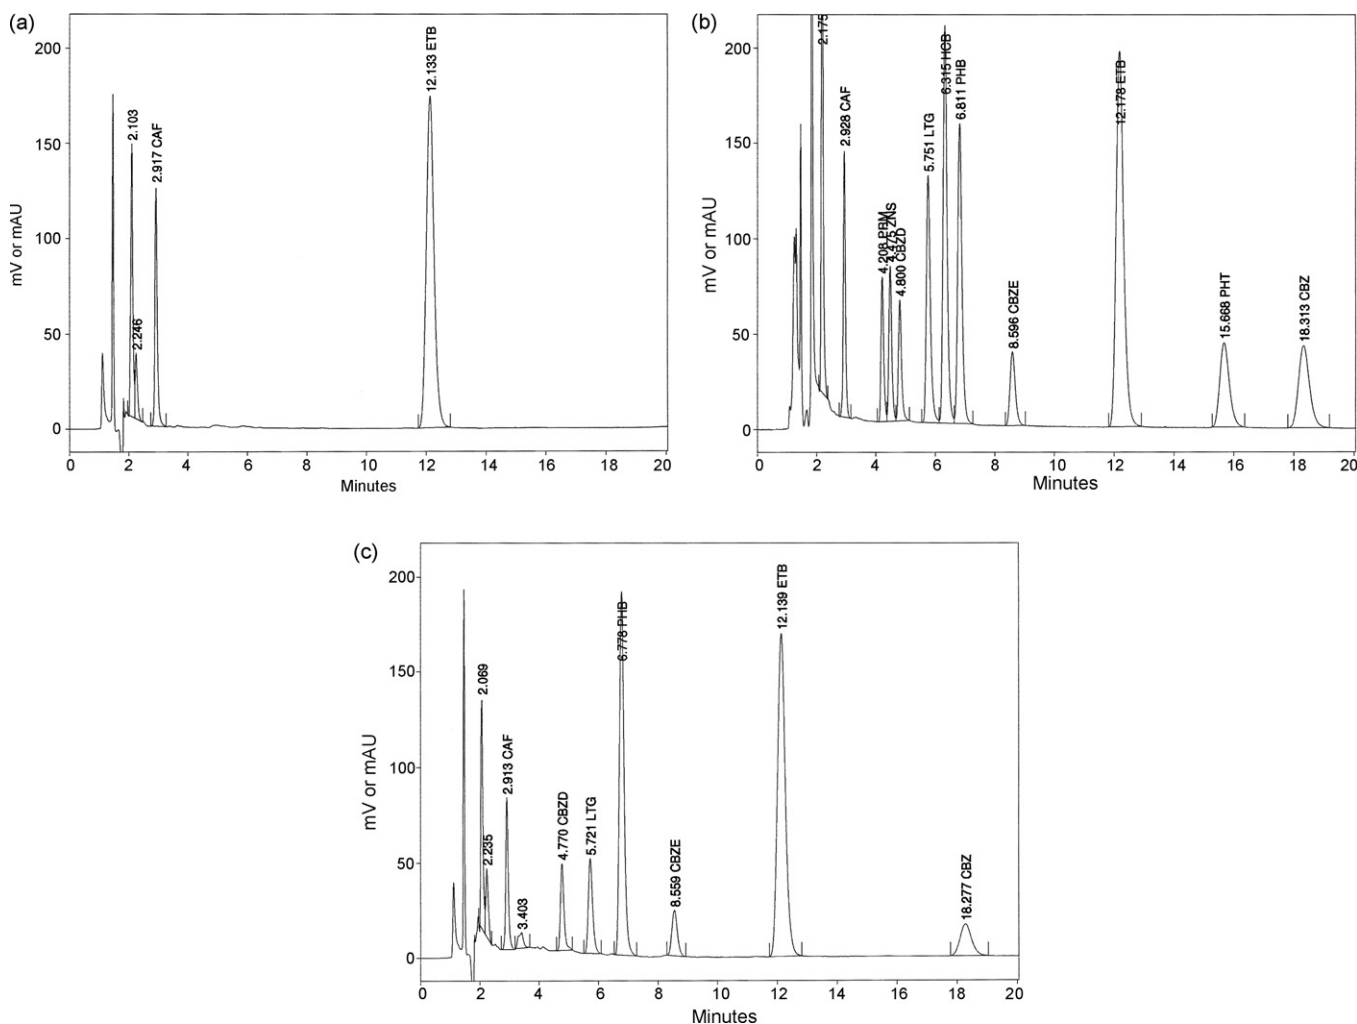 (a)
mV or mAU
200
150
100
50
0
2.103
2.246
2.917 CAF
12.133 ETB
0 2 4 6 8 10 12 14 16 18 20
Minutes
(b)
mV or mAU
200
150
100
50
0
2.175
2.928 CAF
4.208 PRM
4.475 ZNS
4.800 CBZD
5.751 LTG
6.315 HCB
6.811 PHB
8.596 CBZE
12.178 ETB
15.668 PHT
18.313 CBZ
0 2 4 6 8 10 12 14 16 18 20
Minutes
(c)
mV or mAU
200
150
100
50
0
2.069
2.235
2.913 CAF
3.403
4.770 CBZD
5.721 LTG
6.778 PHB
8.559 CBZE
12.139 ETB
18.277 CBZ
0 2 4 6 8 10 12 14 16 18 20
Minutes